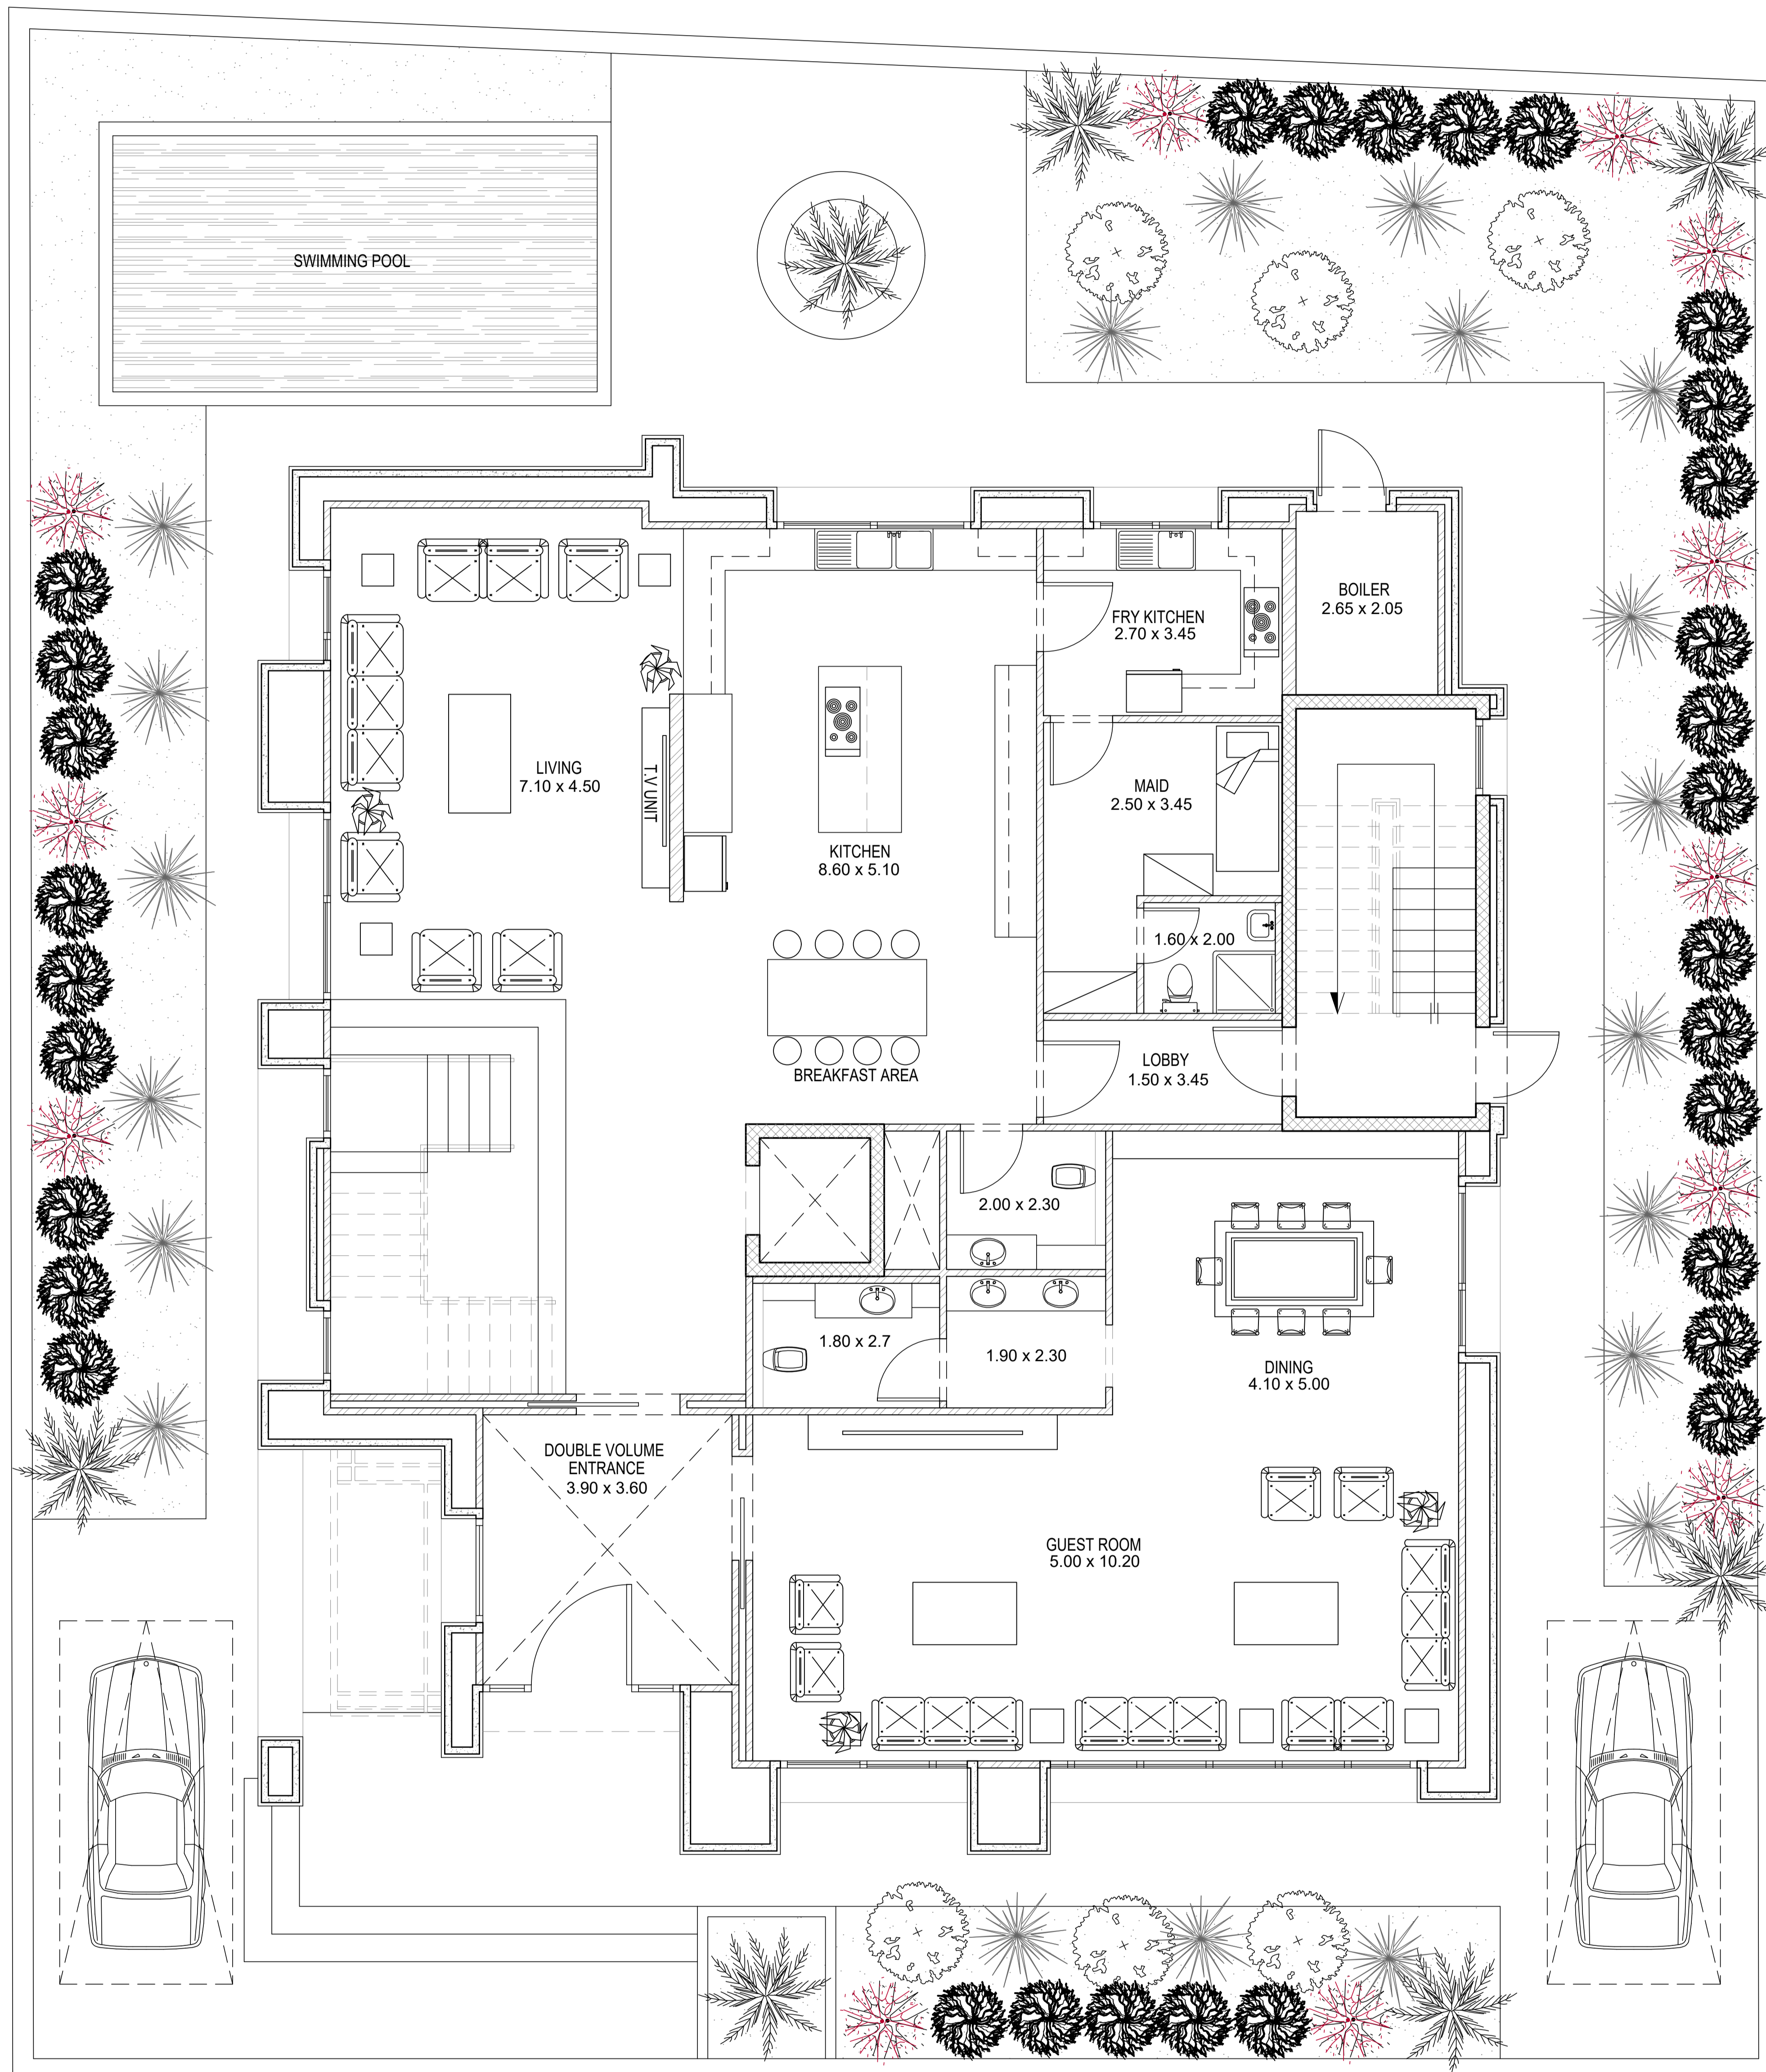 SWIMMING POOL
BOILER
2.65 x 2.05
FRY KITCHEN
2.70 x 3.45
LIVING
7.10 x 4.50
T.V UNIT
MAID
2.50 x 3.45
KITCHEN
8.60 x 5.10
1.60 x 2.00
LOBBY
1.50 x 3.45
BREAKFAST AREA
2.00 x 2.30
1.80 x 2.7
1.90 x 2.30
DINING
4.10 x 5.00
DOUBLE VOLUME
ENTRANCE
3.90 x 3.60
GUEST ROOM
5.00 x 10.20